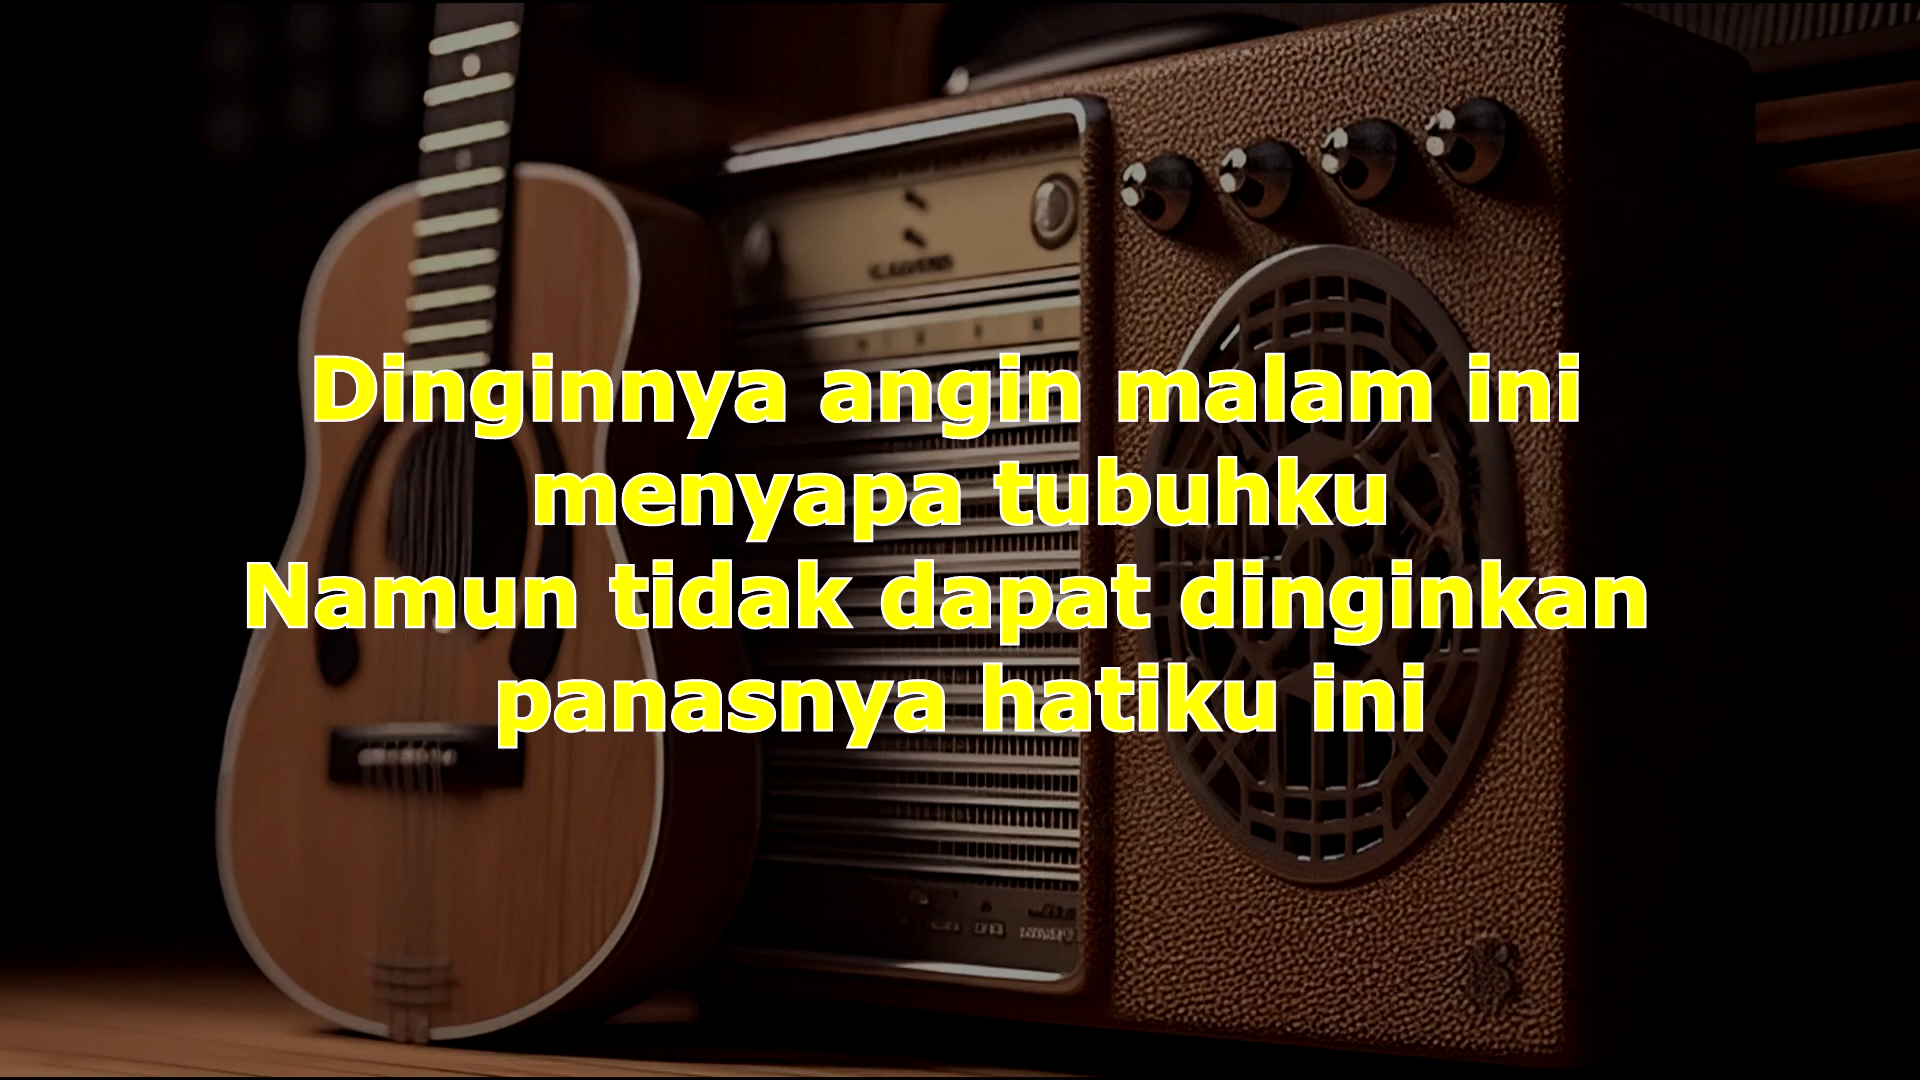 Dinginnya angin malam ini
menyapa tubuhku
Namun tidak dapat dinginkan
panasnya hatiku ini